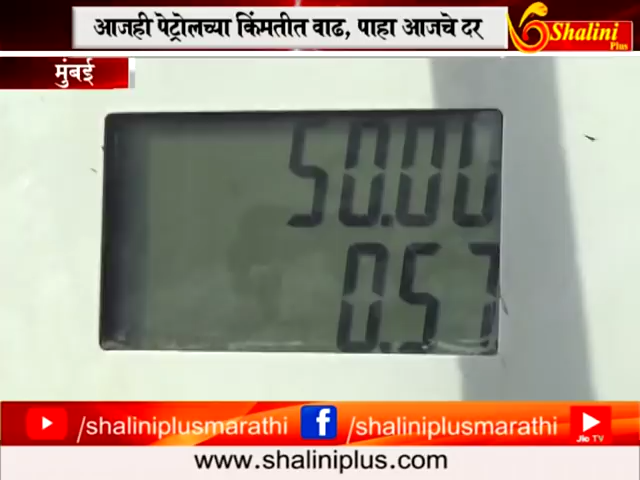 आजही पेट्रोलच्या किंमतीत वाढ, पाहा आजचे दर
Shalini
Plus
मुंबई
50.00
0.57
/shaliniplusmarathi
/shaliniplusmarathi
Jio TV
www.shaliniplus.com